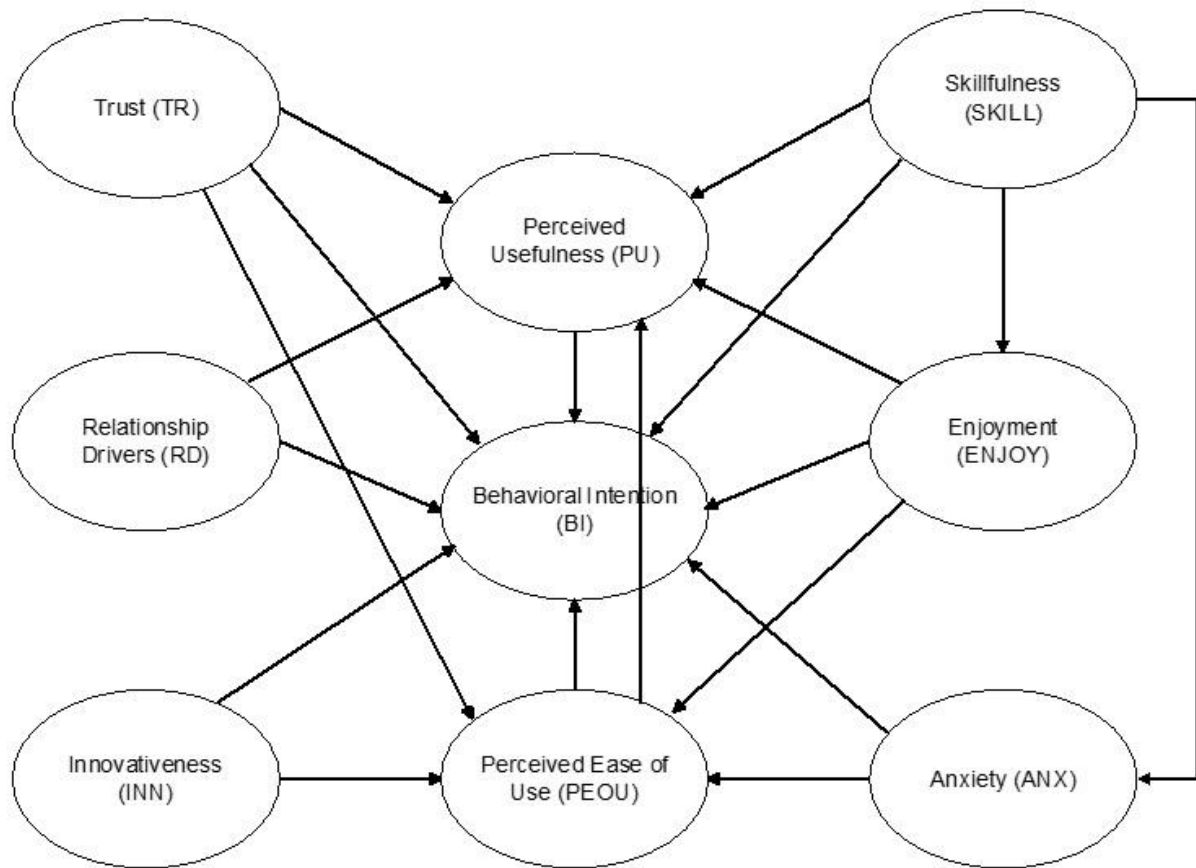 Trust (TR)
Skillfulness
(SKILL)
Perceived
Usefulness (PU)
Relationship
Drivers (RD)
Enjoyment
(ENJOY)
Behavioral Intention
(BI)
Innovativeness
(INN)
Perceived Ease of
Use (PEOU)
Anxiety (ANX)